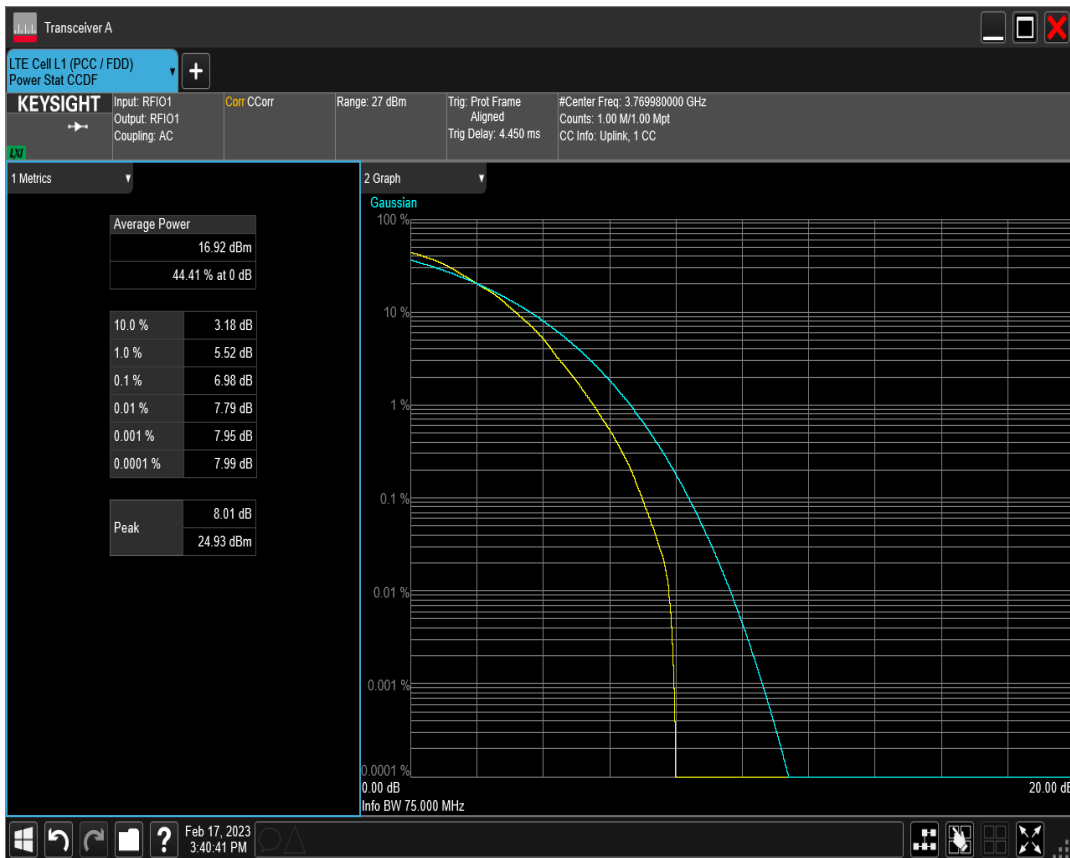 Transceiver A
LTE Cell L1 (PCC / FDD)
Power Stat CCDF
+
KEYSIGHT
LXI
Input: RFIO1
Output: RFIO1
Coupling: AC
Corr CCorr
Range: 27 dBm
Trig: Prot Frame
Aligned
Trig Delay: 4.450 ms
#Center Freq: 3.769980000 GHz
Counts: 1.00 M/1.00 Mpt
CC Info: Uplink, 1 CC
1 Metrics
Average Power
16.92 dBm
44.41 % at 0 dB
10.0 % 3.18 dB
1.0 % 5.52 dB
0.1 % 6.98 dB
0.01 % 7.79 dB
0.001 % 7.95 dB
0.0001 % 7.99 dB
Peak
8.01 dB
24.93 dBm
2 Graph
Gaussian
100 %
10 %
1 %
0.1 %
0.01 %
0.001 %
0.0001 %
0.00 dB 20.00 dB
Info BW 75.000 MHz
?
Feb 17, 2023
3:40:41 PM